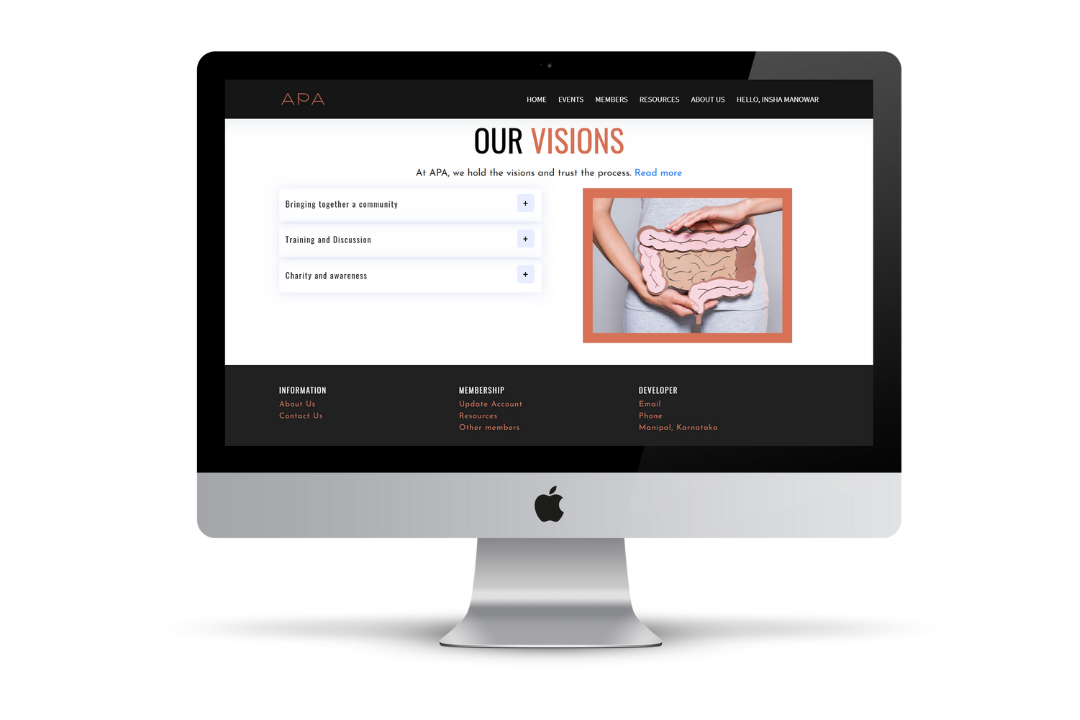 APA
HOME EVENTS MEMBERS RESOURCES ABOUT US HELLO, INSHA MANOWAR
OUR VISIONS
At APA, we hold the visions and trust the process. Read more
Bringing together a community +
Training and Discussion +
Charity and awareness +
INFORMATION
About Us
Contact Us
MEMBERSHIP
Update Account
Resources
Other members
DEVELOPER
Email
Phone
Manipal, Karnataka